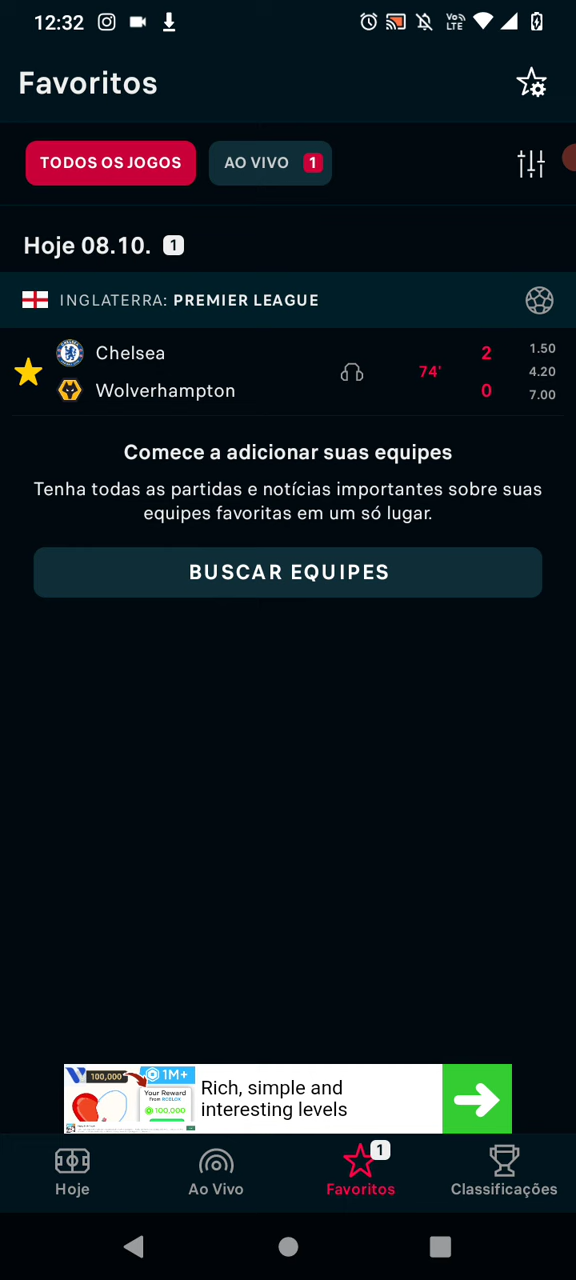 12:32
Favoritos
TODOS OS JOGOS
AO VIVO 1
Hoje 08.10. 1
INGLATERRA: PREMIER LEAGUE
Chelsea 2 1.50
74' 4.20
Wolverhampton 0 7.00
Comece a adicionar suas equipes
Tenha todas as partidas e notícias importantes sobre suas
equipes favoritas em um só lugar.
BUSCAR EQUIPES
100,000
1M+
Your Reward
from ROBLOX
100,000
Rich, simple and
interesting levels
Hoje
Ao Vivo
Favoritos 1
Classificações